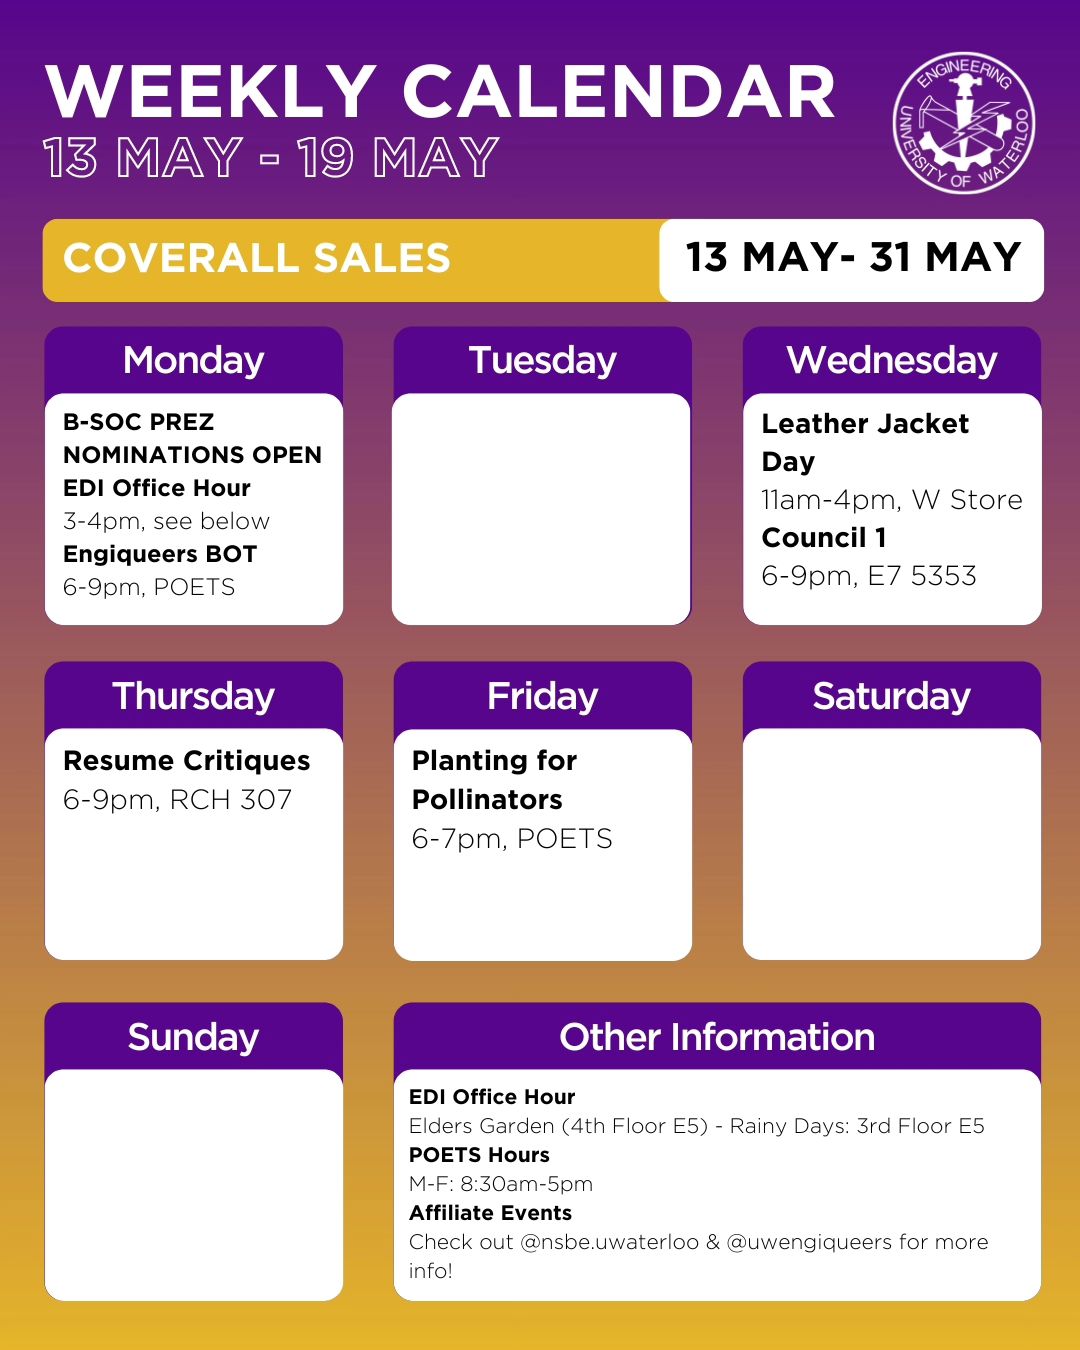 WEEKLY CALENDAR
13 MAY - 19 MAY
ENGINEERING
UNIVERSITY OF WATERLOO
COVERALL SALES
13 MAY- 31 MAY
Monday
B-SOC PREZ
NOMINATIONS OPEN
EDI Office Hour
3-4pm, see below
Engiqueers BOT
6-9pm, POETS
Tuesday
Wednesday
Leather Jacket
Day
11am-4pm, W Store
Council 1
6-9pm, E7 5353
Thursday
Resume Critiques
6-9pm, RCH 307
Friday
Planting for
Pollinators
6-7pm, POETS
Saturday
Sunday
Other Information
EDI Office Hour
Elders Garden (4th Floor E5) - Rainy Days: 3rd Floor E5
POETS Hours
M-F: 8:30am-5pm
Affiliate Events
Check out @nsbe.uwaterloo & @uwengiqueers for more
info!